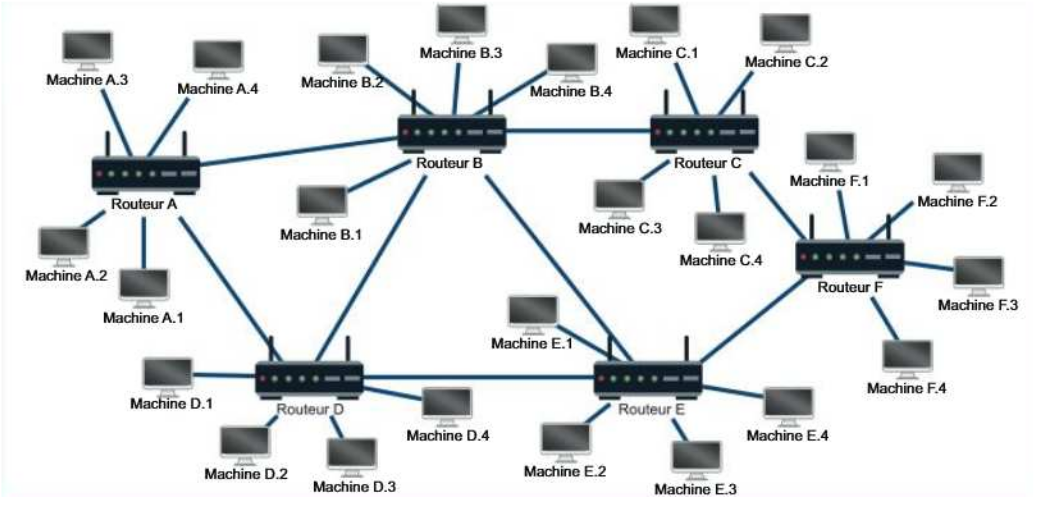 Machine A.3
Machine A.4
Routeur A
Machine A.2
Machine A.1
Machine B.2
Machine B.3
Machine B.4
Routeur B
Machine B.1
Machine C.1
Machine C.2
Routeur C
Machine C.3
Machine C.4
Machine F.1
Machine F.2
Routeur F
Machine F.3
Machine F.4
Machine D.1
Routeur D
Machine D.4
Machine D.2
Machine D.3
Machine E.1
Routeur E
Machine E.4
Machine E.2
Machine E.3